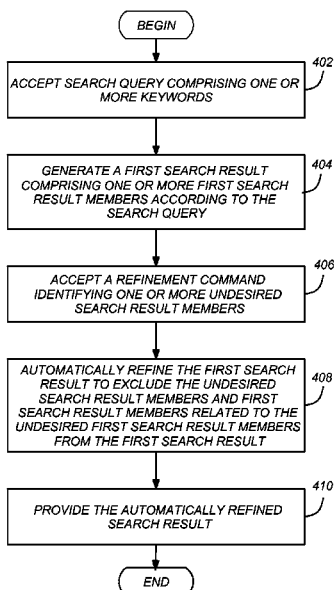 BEGIN
402
ACCEPT SEARCH QUERY COMPRISING ONE OR
MORE KEYWORDS
404
GENERATE A FIRST SEARCH RESULT
COMPRISING ONE OR MORE FIRST SEARCH
RESULT MEMBERS ACCORDING TO THE
SEARCH QUERY
406
ACCEPT A REFINEMENT COMMAND
IDENTIFYING ONE OR MORE UNDESIRED
SEARCH RESULT MEMBERS
408
AUTOMATICALLY REFINE THE FIRST SEARCH
RESULT TO EXCLUDE THE UNDESIRED
SEARCH RESULT MEMBERS AND FIRST
SEARCH RESULT MEMBERS RELATED TO THE
UNDESIRED FIRST SEARCH RESULT MEMBERS
FROM THE FIRST SEARCH RESULT
410
PROVIDE THE AUTOMATICALLY REFINED
SEARCH RESULT
END